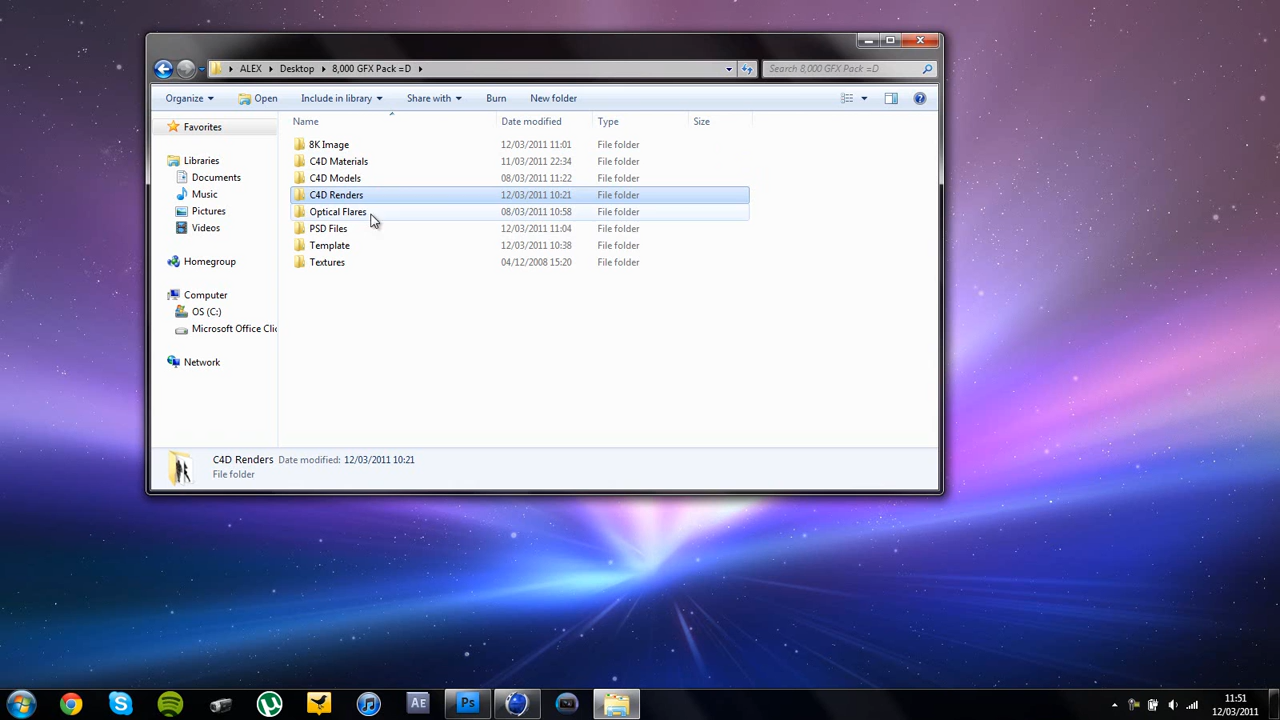 ALEX Desktop 8,000 GFX Pack =D
Search 8,000 GFX Pack =D
Organize Open Include in library Share with Burn New folder
Name Date modified Type Size
Favorites
Libraries
Documents
Music
Pictures
Videos
Homegroup
Computer
OS (C:)
Microsoft Office Clic
Network
8K Image 12/03/2011 11:01 File folder
C4D Materials 11/03/2011 22:34 File folder
C4D Models 08/03/2011 11:22 File folder
C4D Renders 12/03/2011 10:21 File folder
Optical Flares 08/03/2011 10:58 File folder
PSD Files 12/03/2011 11:04 File folder
Template 12/03/2011 10:38 File folder
Textures 04/12/2008 15:20 File folder
C4D Renders Date modified: 12/03/2011 10:21
File folder
AE Ps
11:51
12/03/2011